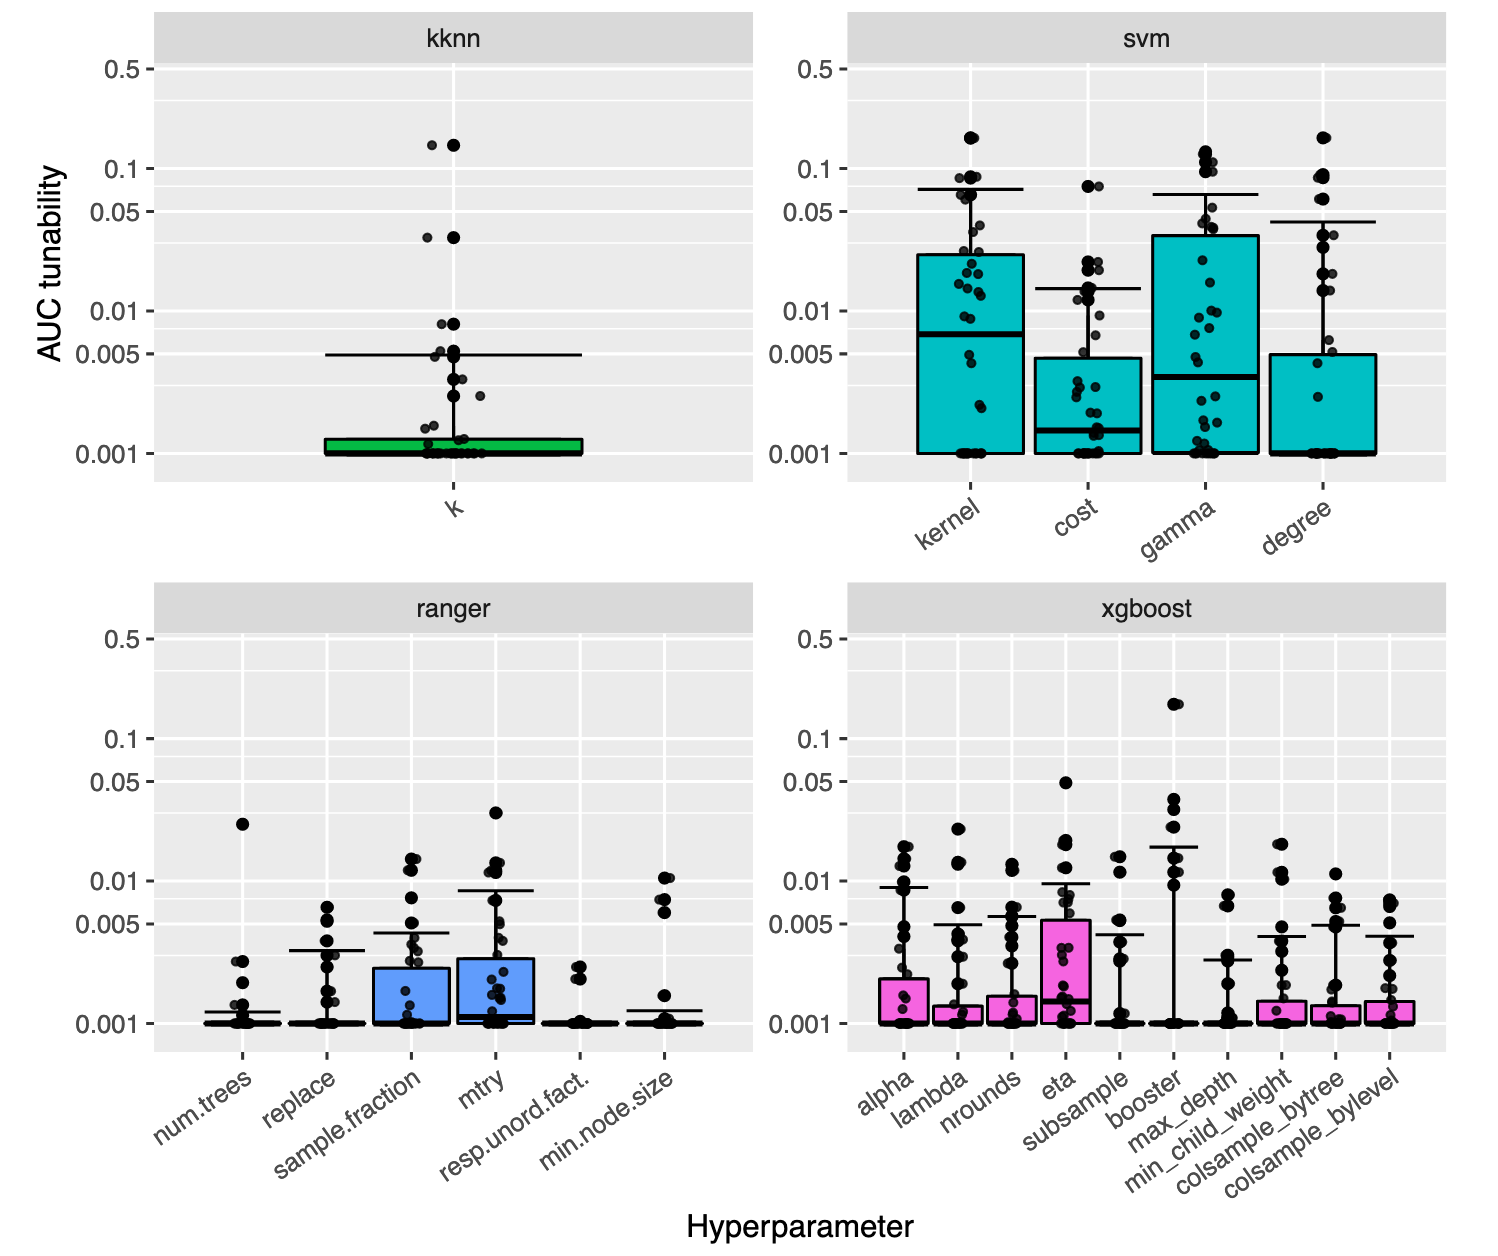 kknn
svm
0.5
0.1
0.05
0.01
0.005
0.001
0.5
0.1
0.05
0.01
0.005
0.001
k
kernel
cost
gamma
degree
AUC tunability
ranger
xgboost
0.5
0.1
0.05
0.01
0.005
0.001
0.5
0.1
0.05
0.01
0.005
0.001
num.trees
replace
sample.fraction
mtry
resp.unord.fact.
min.node.size
alpha
lambda
nrounds
eta
subsample
booster
max_depth
min_child_weight
colsample_bytree
colsample_bylevel
Hyperparameter